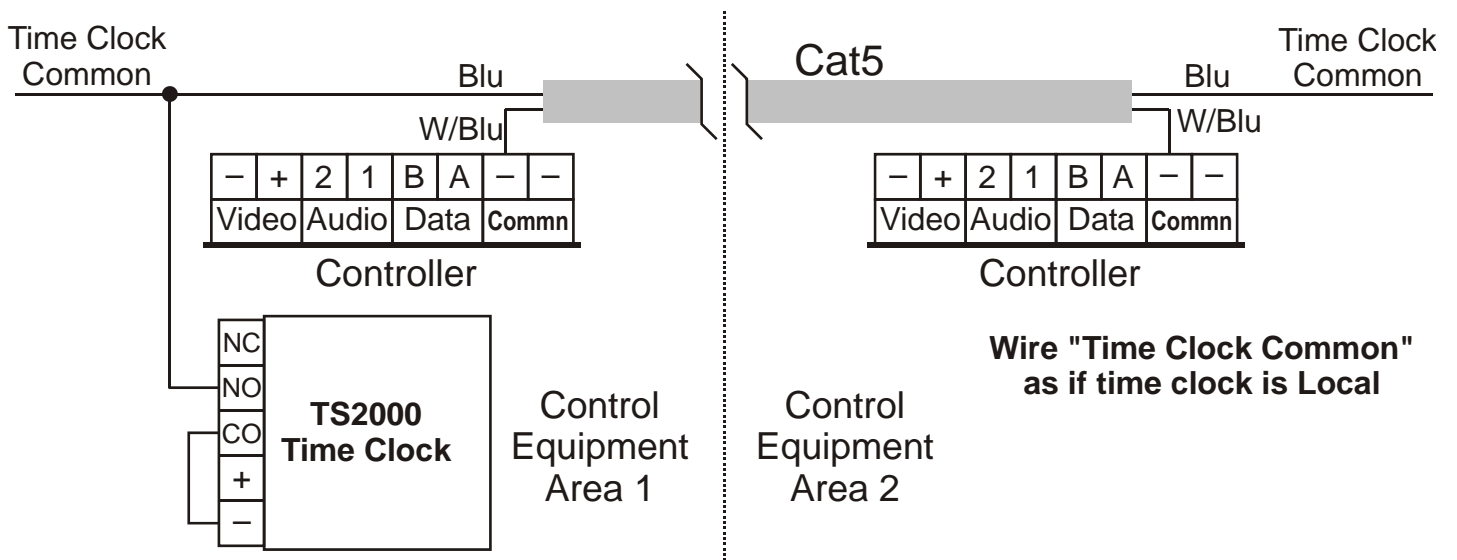 Time Clock
Common
Blu
W/Blu
Cat5
Blu
W/Blu
Time Clock
Common
– + 2 1 B A – –
Video Audio Data Commn
Controller
– + 2 1 B A – –
Video Audio Data Commn
Controller
NC
NO
CO
+
–
TS2000
Time Clock
Control
Equipment
Area 1
Control
Equipment
Area 2
Wire "Time Clock Common"
as if time clock is Local